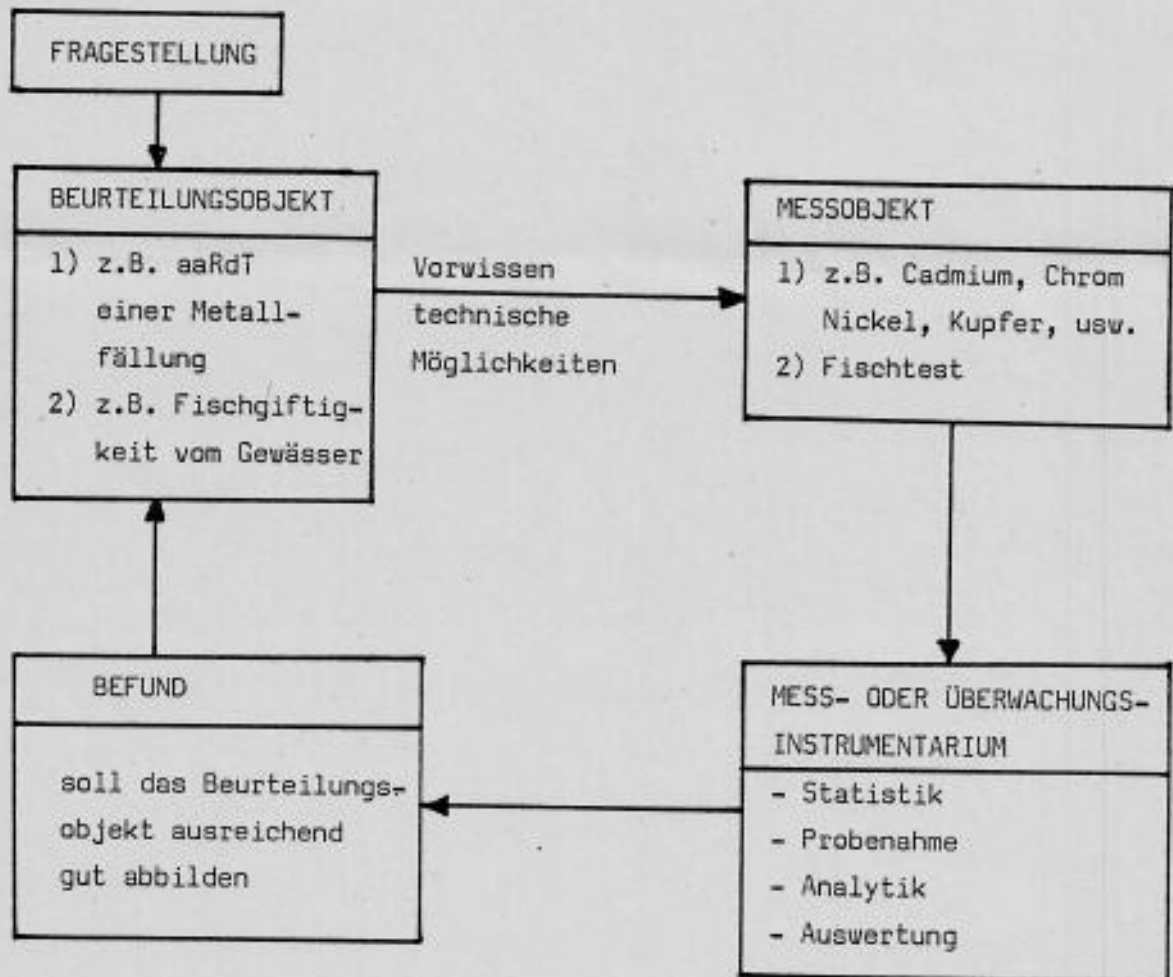 FRAGESTELLUNG
BEURTEILUNGSOBJEKT
1) z.B. aaRdT
einer Metall-
fällung
2) z.B. Fischgiftig-
keit vom Gewässer
Vorwissen
technische
Möglichkeiten
MESSOBJEKT
1) z.B. Cadmium, Chrom
Nickel, Kupfer, usw.
2) Fischtest
BEFUND
soll das Beurteilungs-
objekt ausreichend
gut abbilden
MESS- ODER ÜBERWACHUNGS-
INSTRUMENTARIUM
- Statistik
- Probenahme
- Analytik
- Auswertung